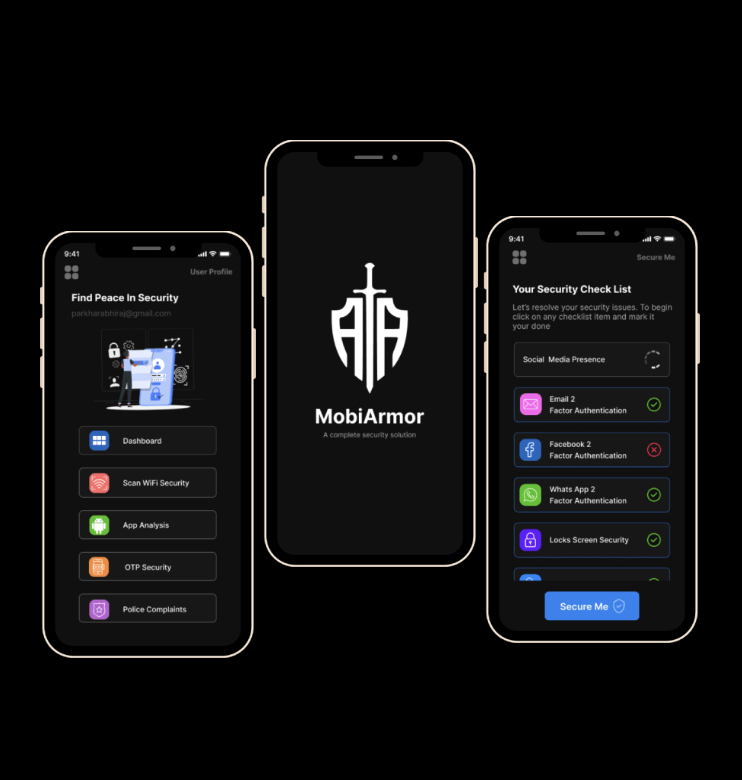 9:41
User Profile
Find Peace In Security
parkharabhiraj@gmail.com
Dashboard
Scan WiFi Security
App Analysis
OTP Security
Police Complaints
MobiArmor
A complete security solution
9:41
Secure Me
Your Security Check List
Let's resolve your security issues. To begin
click on any checklist item and mark it
your done
Social Media Presence
Email 2
Factor Authentication
Facebook 2
Factor Authentication
Whats App 2
Factor Authentication
Locks Screen Security
Secure Me